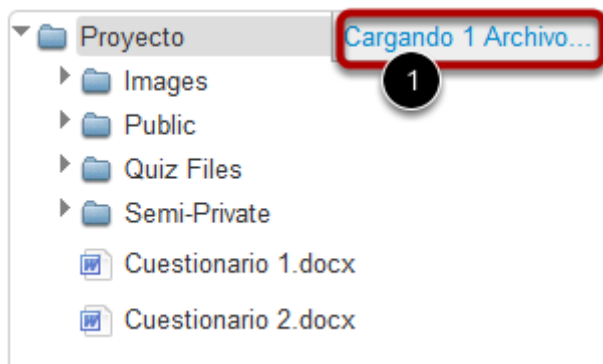 Proyecto Cargando 1 Archivo...
1
Images
Public
Quiz Files
Semi-Private
Cuestionario 1.docx
Cuestionario 2.docx